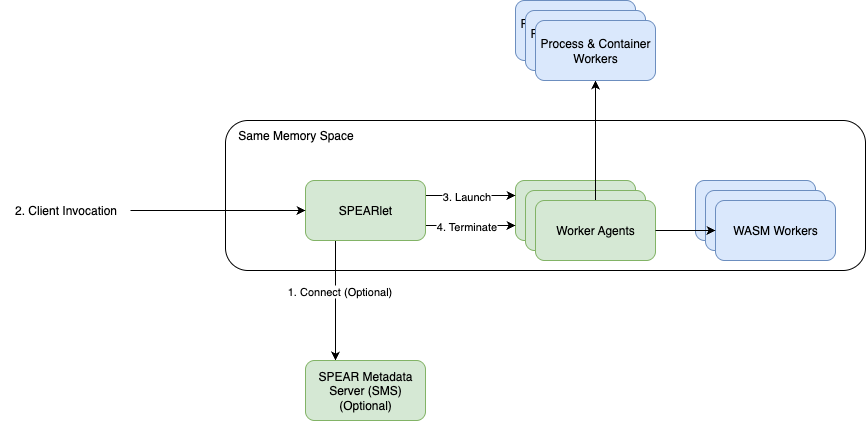 Process & Container
Workers
Same Memory Space
2. Client Invocation
SPEARlet
3. Launch
4. Terminate
Worker Agents
WASM Workers
1. Connect (Optional)
SPEAR Metadata
Server (SMS)
(Optional)